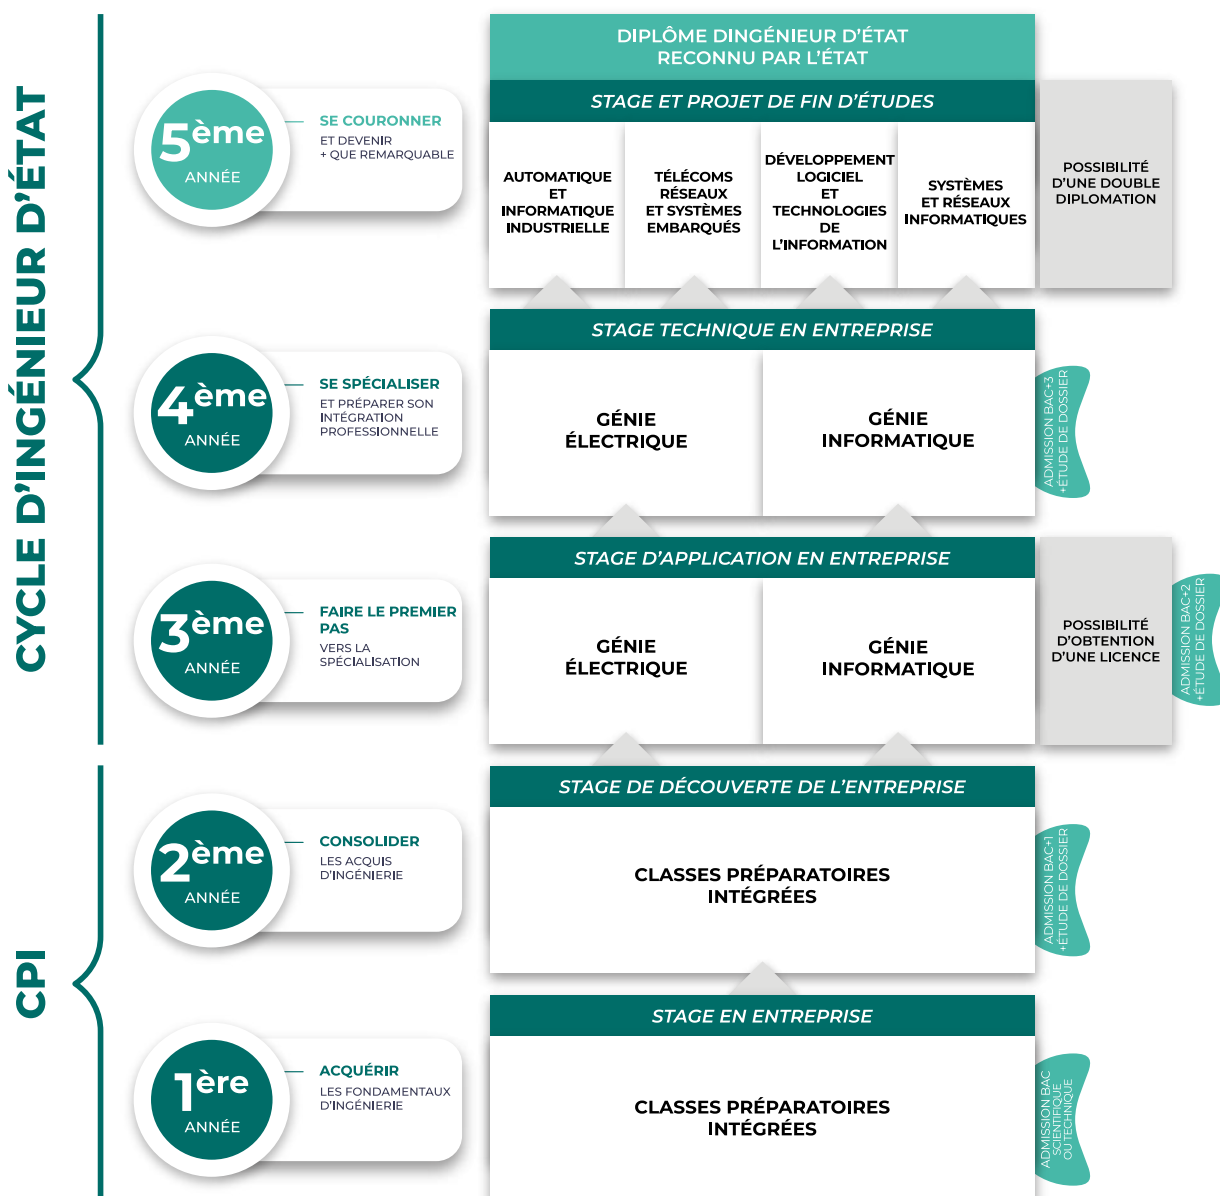 CYCLE D'INGÉNIEUR D'ÉTAT
DIPLÔME DINGÉNIEUR D'ÉTAT
RECONNU PAR L'ÉTAT
5ème
ANNÉE
SE COURONNER
ET DEVENIR
+ QUE REMARQUABLE
STAGE ET PROJET DE FIN D'ÉTUDES
AUTOMATIQUE
ET
INFORMATIQUE
INDUSTRIELLE
TÉLÉCOMS
RÉSEAUX
ET SYSTÈMES
EMBARQUÉS
DÉVELOPPEMENT
LOGICIEL
ET
TECHNOLOGIES
DE
L'INFORMATION
SYSTÈMES
ET RÉSEAUX
INFORMATIQUES
POSSIBILITÉ
D'UNE DOUBLE
DIPLOMATION
4ème
ANNÉE
SE SPÉCIALISER
ET PRÉPARER SON
INTÉGRATION
PROFESSIONNELLE
STAGE TECHNIQUE EN ENTREPRISE
GÉNIE
ÉLECTRIQUE
GÉNIE
INFORMATIQUE
ADMISSION BAC+3
+ÉTUDE DE DOSSIER
3ème
ANNÉE
FAIRE LE PREMIER
PAS
VERS LA
SPÉCIALISATION
STAGE D'APPLICATION EN ENTREPRISE
GÉNIE
ÉLECTRIQUE
GÉNIE
INFORMATIQUE
POSSIBILITÉ
D'OBTENTION
D'UNE LICENCE
ADMISSION BAC+2
+ÉTUDE DE DOSSIER
CPI
2ème
ANNÉE
CONSOLIDER
LES ACQUIS
D'INGÉNIERIE
STAGE DE DÉCOUVERTE DE L'ENTREPRISE
CLASSES PRÉPARATOIRES
INTÉGRÉES
ADMISSION BAC+1
+ÉTUDE DE DOSSIER
1ère
ANNÉE
ACQUÉRIR
LES FONDAMENTAUX
D'INGÉNIERIE
STAGE EN ENTREPRISE
CLASSES PRÉPARATOIRES
INTÉGRÉES
ADMISSION BAC
SCIENTIFIQUE
OU TECHNIQUE